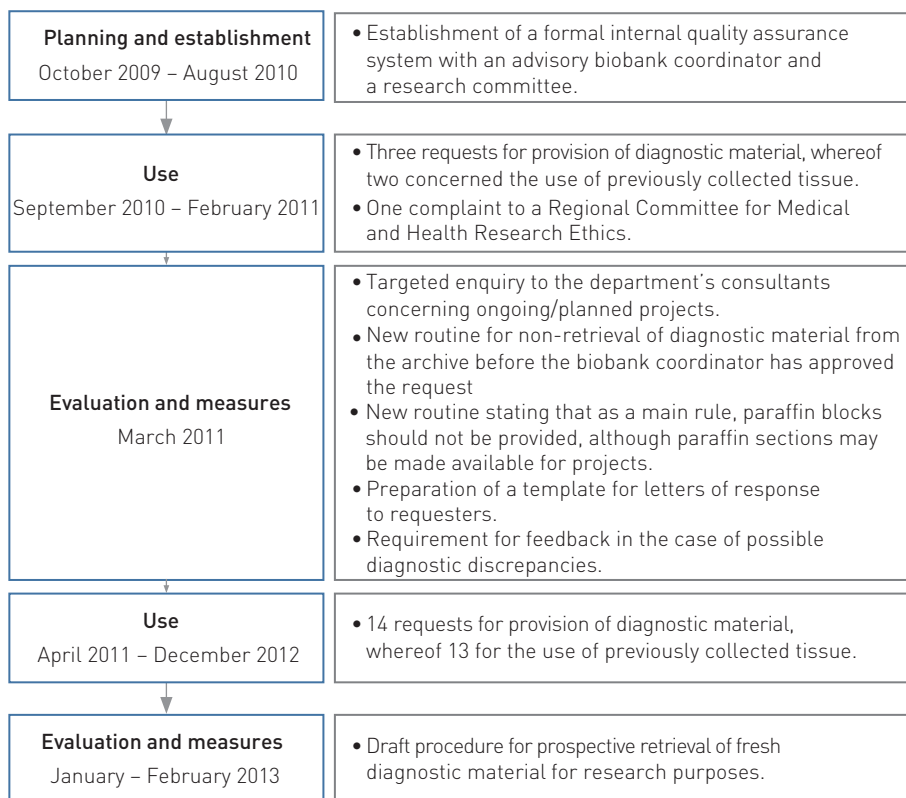 Planning and establishment
October 2009 – August 2010
• Establishment of a formal internal quality assurance
system with an advisory biobank coordinator and
a research committee.
Use
September 2010 – February 2011
• Three requests for provision of diagnostic material, whereof
two concerned the use of previously collected tissue.
• One complaint to a Regional Committee for Medical
and Health Research Ethics.
Evaluation and measures
March 2011
• Targeted enquiry to the department's consultants
concerning ongoing/planned projects.
• New routine for non-retrieval of diagnostic material from
the archive before the biobank coordinator has approved
the request
• New routine stating that as a main rule, paraffin blocks
should not be provided, although paraffin sections may
be made available for projects.
• Preparation of a template for letters of response
to requesters.
• Requirement for feedback in the case of possible
diagnostic discrepancies.
Use
April 2011 – December 2012
• 14 requests for provision of diagnostic material,
whereof 13 for the use of previously collected tissue.
Evaluation and measures
January – February 2013
• Draft procedure for prospective retrieval of fresh
diagnostic material for research purposes.